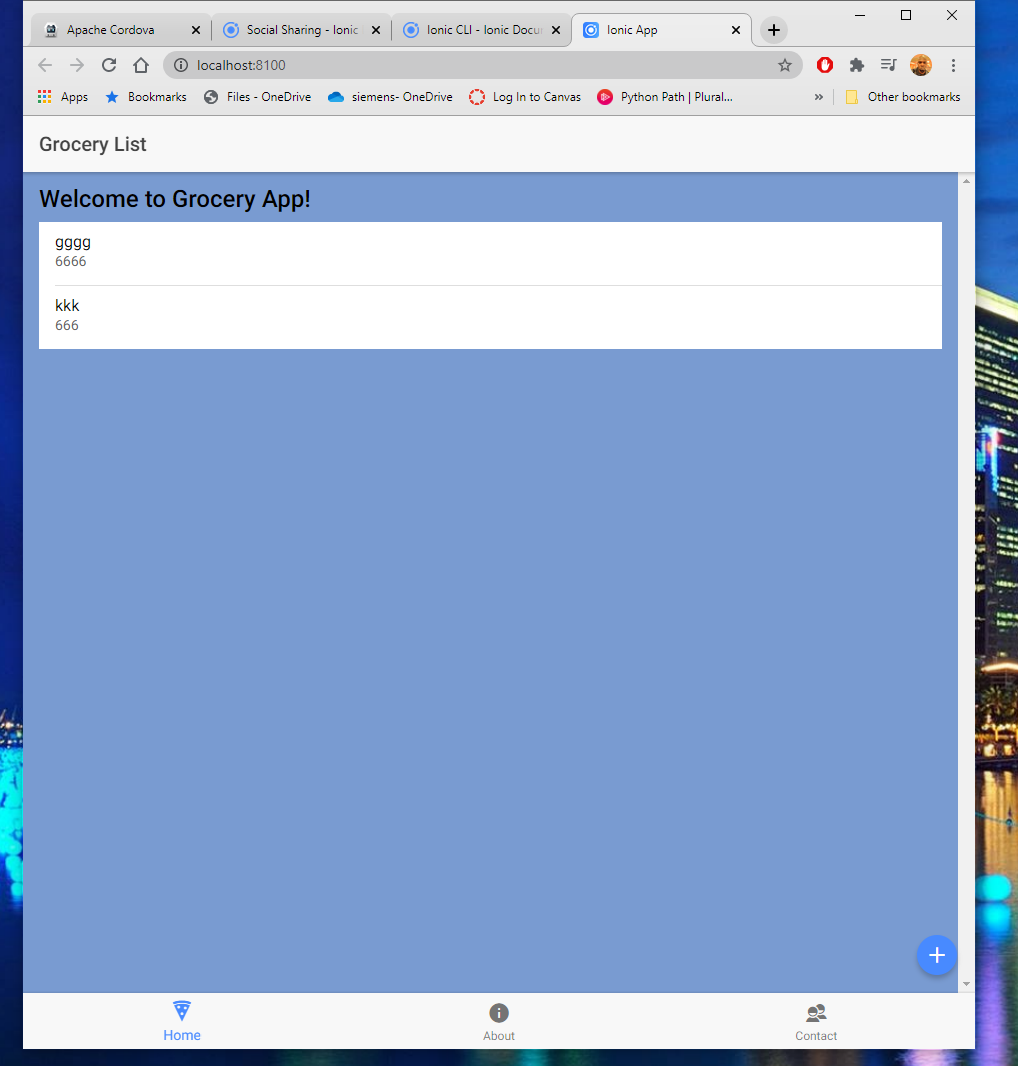 Apache Cordova
Social Sharing - Ionic
Ionic CLI - Ionic Docu
Ionic App
localhost:8100
Apps
Bookmarks
Files - OneDrive
siemens- OneDrive
Log In to Canvas
Python Path | Plural...
»
Other bookmarks
Grocery List
Welcome to Grocery App!
gggg
6666
kkk
666
Home
About
Contact